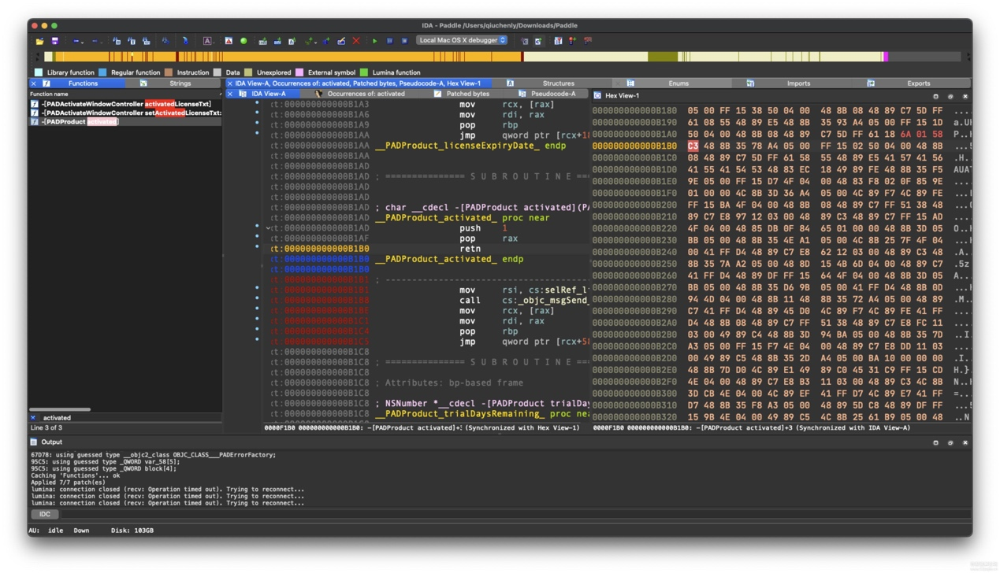 IDA - Paddle /Users/qiuchenly/Downloads/Paddle
Local Mac OS X debugger
Library function
Regular function
Instruction
Data
Unexplored
External symbol
Lumina function
Functions
Strings
IDA View-A, Occurrences of: activated, Patched bytes, Pseudocode-A, Hex View-1
Structures
Enums
Imports
Exports
Function name
-[PADActivateWindowController activatedLicenseTxt]
-[PADActivateWindowController setActivatedLicenseTxt:
-[PADProduct activated]
activated
Line 3 of 3
IDA View-A
Occurrences of: activated
Patched bytes
Pseudocode-A
:t:000000000000B1A3 mov rcx, [rax]
:t:000000000000B1A6 mov rdi, rax
:t:000000000000B1A9 pop rbp
:t:000000000000B1AA jmp qword ptr [rcx+1
:t:000000000000B1AA __PADProduct_licenseExpiryDate_ endp
:t:000000000000B1AA
:t:000000000000B1AD
:t:000000000000B1AD ; =============== S U B R O U T I N E ==
:t:000000000000B1AD
:t:000000000000B1AD
:t:000000000000B1AD ; char __cdecl -[PADProduct activated](PA
:t:000000000000B1AD __PADProduct_activated_ proc near
:t:000000000000B1AD push 1
:t:000000000000B1AF pop rax
:t:000000000000B1B0 retn
:t:000000000000B1B0 __PADProduct_activated_ endp
:t:000000000000B1B0
:t:000000000000B1B1 ; ---------------------------------------
:t:000000000000B1B1 mov rsi, cs:selRef_l
:t:000000000000B1B8 call cs:_objc_msgSend_
:t:000000000000B1BE mov rcx, [rax]
:t:000000000000B1C1 mov rdi, rax
:t:000000000000B1C4 pop rbp
:t:000000000000B1C5 jmp qword ptr [rcx+58
:t:000000000000B1C8
:t:000000000000B1C8 ; =============== S U B R O U T I N E ==
:t:000000000000B1C8
:t:000000000000B1C8 ; Attributes: bp-based frame
:t:000000000000B1C8
:t:000000000000B1C8 ; NSNumber *__cdecl -[PADProduct trialDay
:t:000000000000B1C8 __PADProduct_trialDaysRemaining_ proc nea
0000F1B0 000000000000B1B0: -[PADProduct activated]+3 (Synchronized with Hex View-1)
Hex View-1
000000000000B180 05 00 FF 15 38 50 04 00 48 8B 08 48 89 C7 5D FF
000000000000B190 61 08 55 48 89 E5 48 8B 35 93 A4 05 00 FF 15 1D a.UH
000000000000B1A0 50 04 00 48 8B 08 48 89 C7 5D FF 61 18 6A 01 58 P..H
000000000000B1B0 C3 48 8B 35 78 A4 05 00 FF 15 02 50 04 00 48 8B
000000000000B1C0 08 48 89 C7 5D FF 61 58 55 48 89 E5 41 57 41 56 .H.
000000000000B1D0 41 55 41 54 53 48 83 EC 18 49 89 FE 48 8B 35 F5 AUAT
000000000000B1E0 9E 05 00 FF 15 D7 4F 04 00 48 83 F8 02 0F 85 9E
000000000000B1F0 01 00 00 4C 8B 3D 36 A4 05 00 4C 89 F7 4C 89 FE
000000000000B200 FF 15 BA 4F 04 00 48 8B 08 48 89 C7 FF 51 38 48
000000000000B210 89 C7 E8 97 12 03 00 48 89 C3 48 89 C7 FF 15 AD
000000000000B220 4F 04 00 48 85 DB 0F 84 65 01 00 00 48 8B 3D 05
000000000000B230 BB 05 00 48 8B 35 4E A1 05 00 4C 8B 25 7F 4F 04
000000000000B240 00 41 FF D4 48 89 C7 E8 62 12 03 00 48 89 C3 48 .A.
000000000000B250 8B 35 7A A2 05 00 48 8D 15 4B 6D 04 00 48 89 C7 .5z
000000000000B260 41 FF D4 48 89 DF FF 15 64 4F 04 00 48 8B 3D 05 A...
000000000000B270 BB 05 00 48 8B 35 D6 9B 05 00 41 FF D4 48 8B 0D
000000000000B280 94 4D 04 00 48 8B 11 48 8B 35 72 A4 05 00 48 89 .M.
000000000000B290 C7 41 FF D4 48 89 45 D0 4C 89 F7 4C 89 FE 41 FF
000000000000B2A0 D4 48 8B 08 48 89 C7 FF 51 38 48 89 C7 E8 FC 11
000000000000B2B0 03 00 49 89 C4 48 8B 3D 94 BA 05 00 48 8B 35 7D
000000000000B2C0 A3 05 00 FF 15 F7 4E 04 00 48 89 C7 E8 DD 11 03
000000000000B2D0 00 49 89 C5 48 8B 35 2D A4 05 00 BA 10 00 00 00
000000000000B2E0 48 8B 7D D0 4C 89 E1 49 89 C0 45 31 C9 FF 15 CD H.}
000000000000B2F0 4E 04 00 48 89 C7 E8 B3 11 03 00 48 89 C3 4C 8B
000000000000B300 3D CB 4E 04 00 4C 89 EF 41 FF D7 4C 89 E7 41 FF
000000000000B310 D7 48 8B 35 F8 A3 05 00 48 89 5D C8 48 89 DF FF
000000000000B320 15 9B 4E 04 00 49 89 C5 4C 8B 25 61 B9 05 00 48
0000F1B0 000000000000B1B0: -[PADProduct activated]+3 (Synchronized with IDA View-A)
Output
67D78: using guessed type __objc2_class OBJC_CLASS___PADErrorFactory;
95C5: using guessed type _QWORD var_58[5];
95C5: using guessed type _QWORD block[4];
Caching 'Functions'... ok
Applied 7/7 patch(es)
lumina: connection closed (recv: Operation timed out). Trying to reconnect...
lumina: connection closed (recv: Operation timed out). Trying to reconnect...
lumina: connection closed (recv: Operation timed out). Trying to reconnect...
IDC
AU: idle Down Disk: 103GB